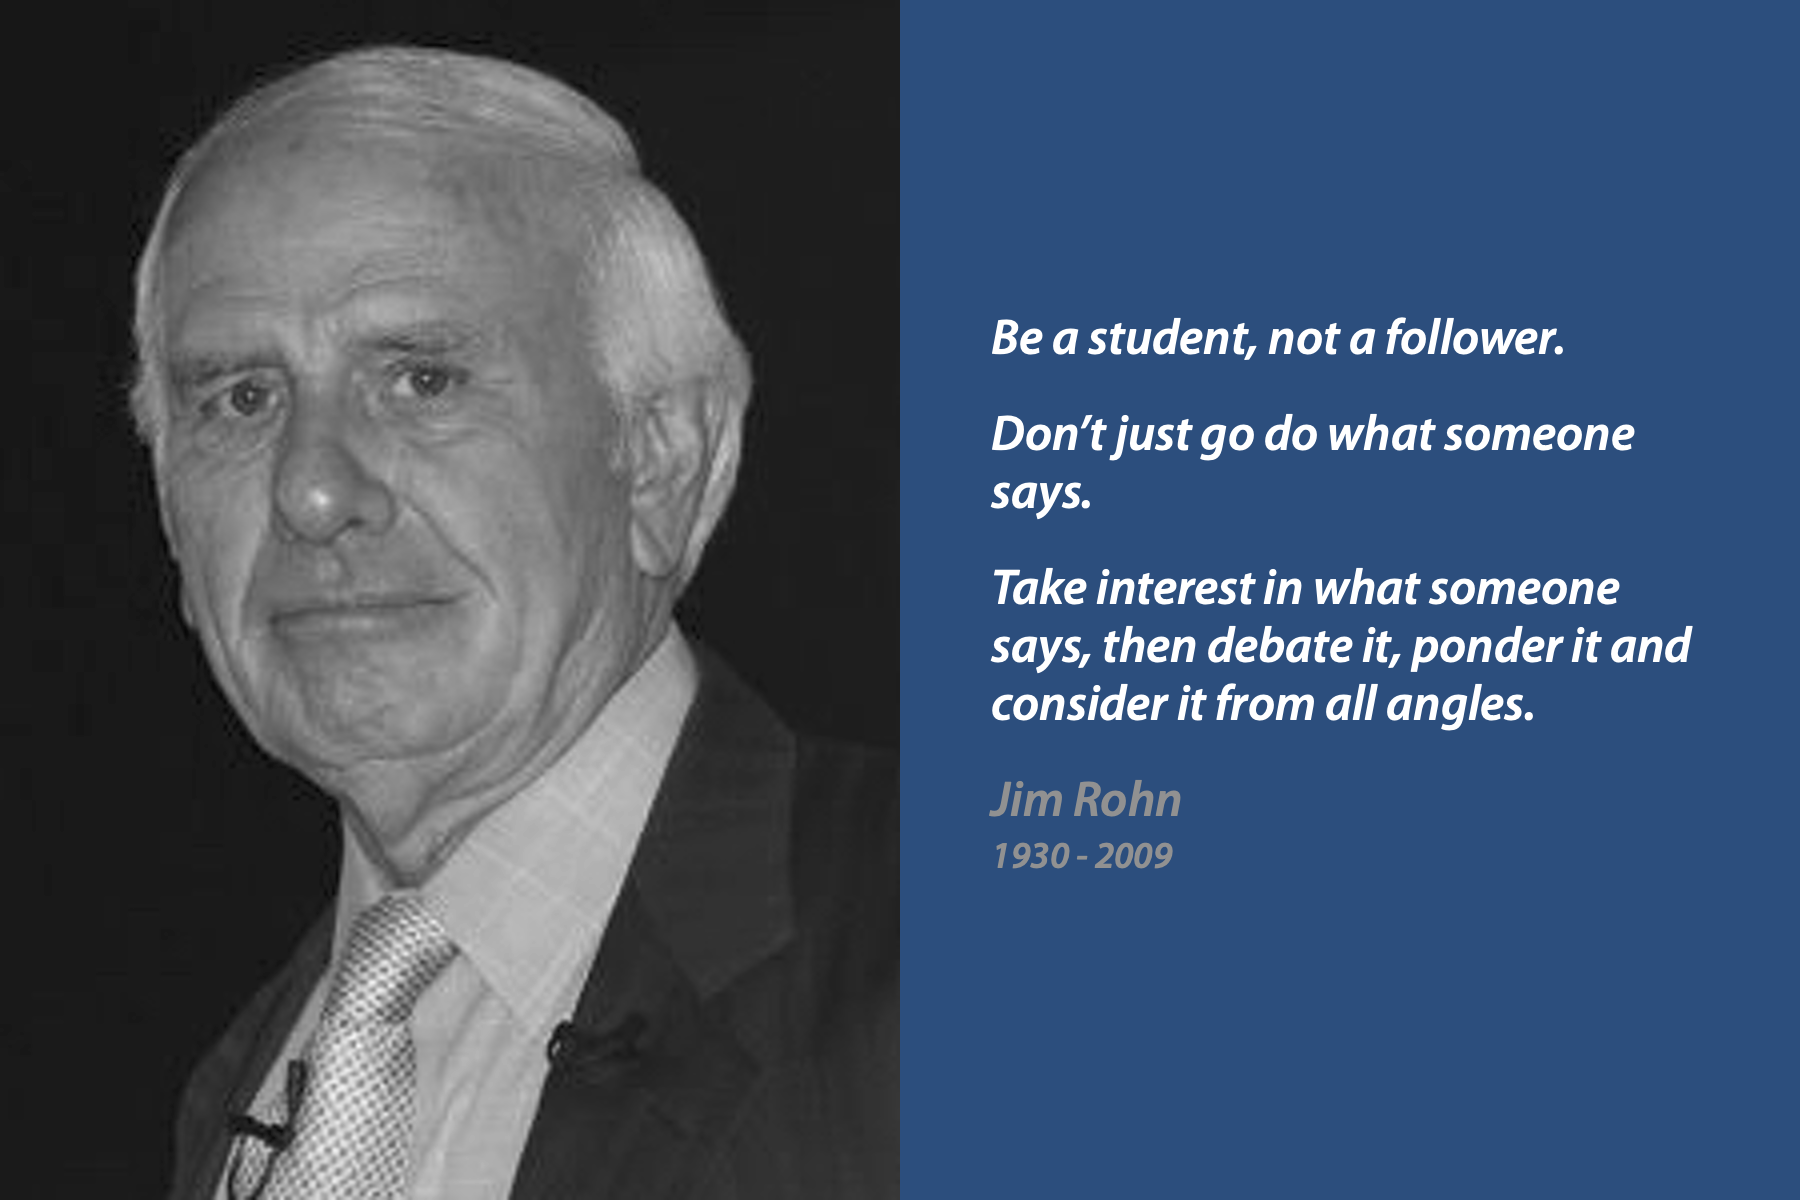 Be a student, not a follower.
Don’t just go do what someone
says.
Take interest in what someone
says, then debate it, ponder it and
consider it from all angles.
Jim Rohn
1930 - 2009